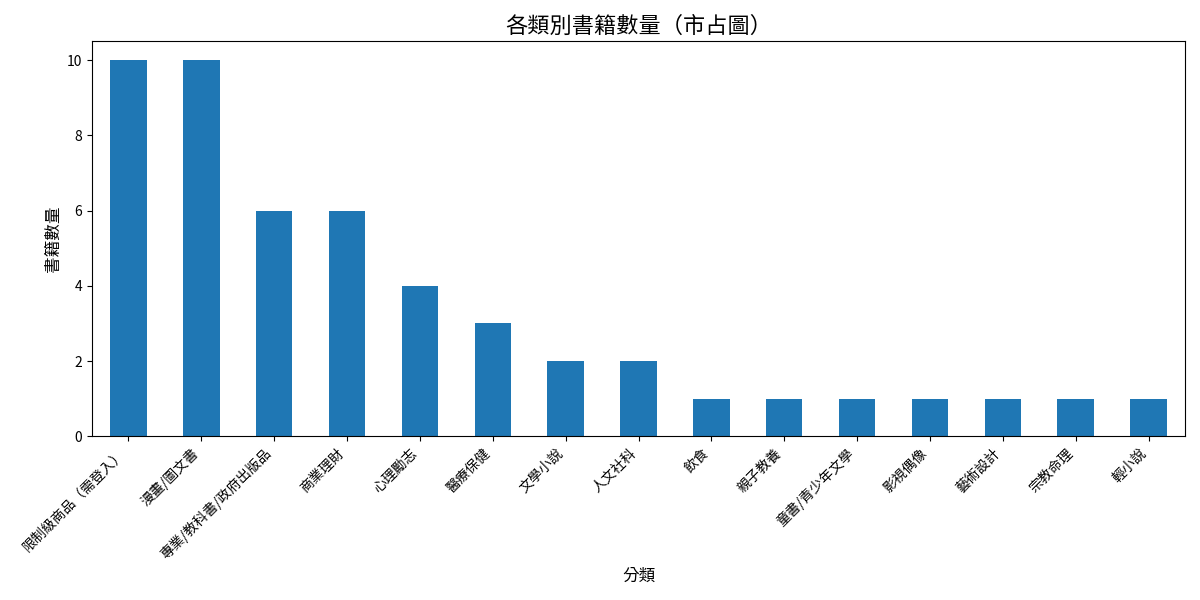 各類別書籍數量（市占圖）
書籍數量
10
8
6
4
2
0
限制級商品（需登入）
漫畫/圖文書
專業/教科書/政府出版品
商業理財
心理勵志
醫療保健
文學小說
人文社科
飲食
親子教養
童書/青少年文學
影視偶像
藝術設計
宗教命理
輕小說
分類